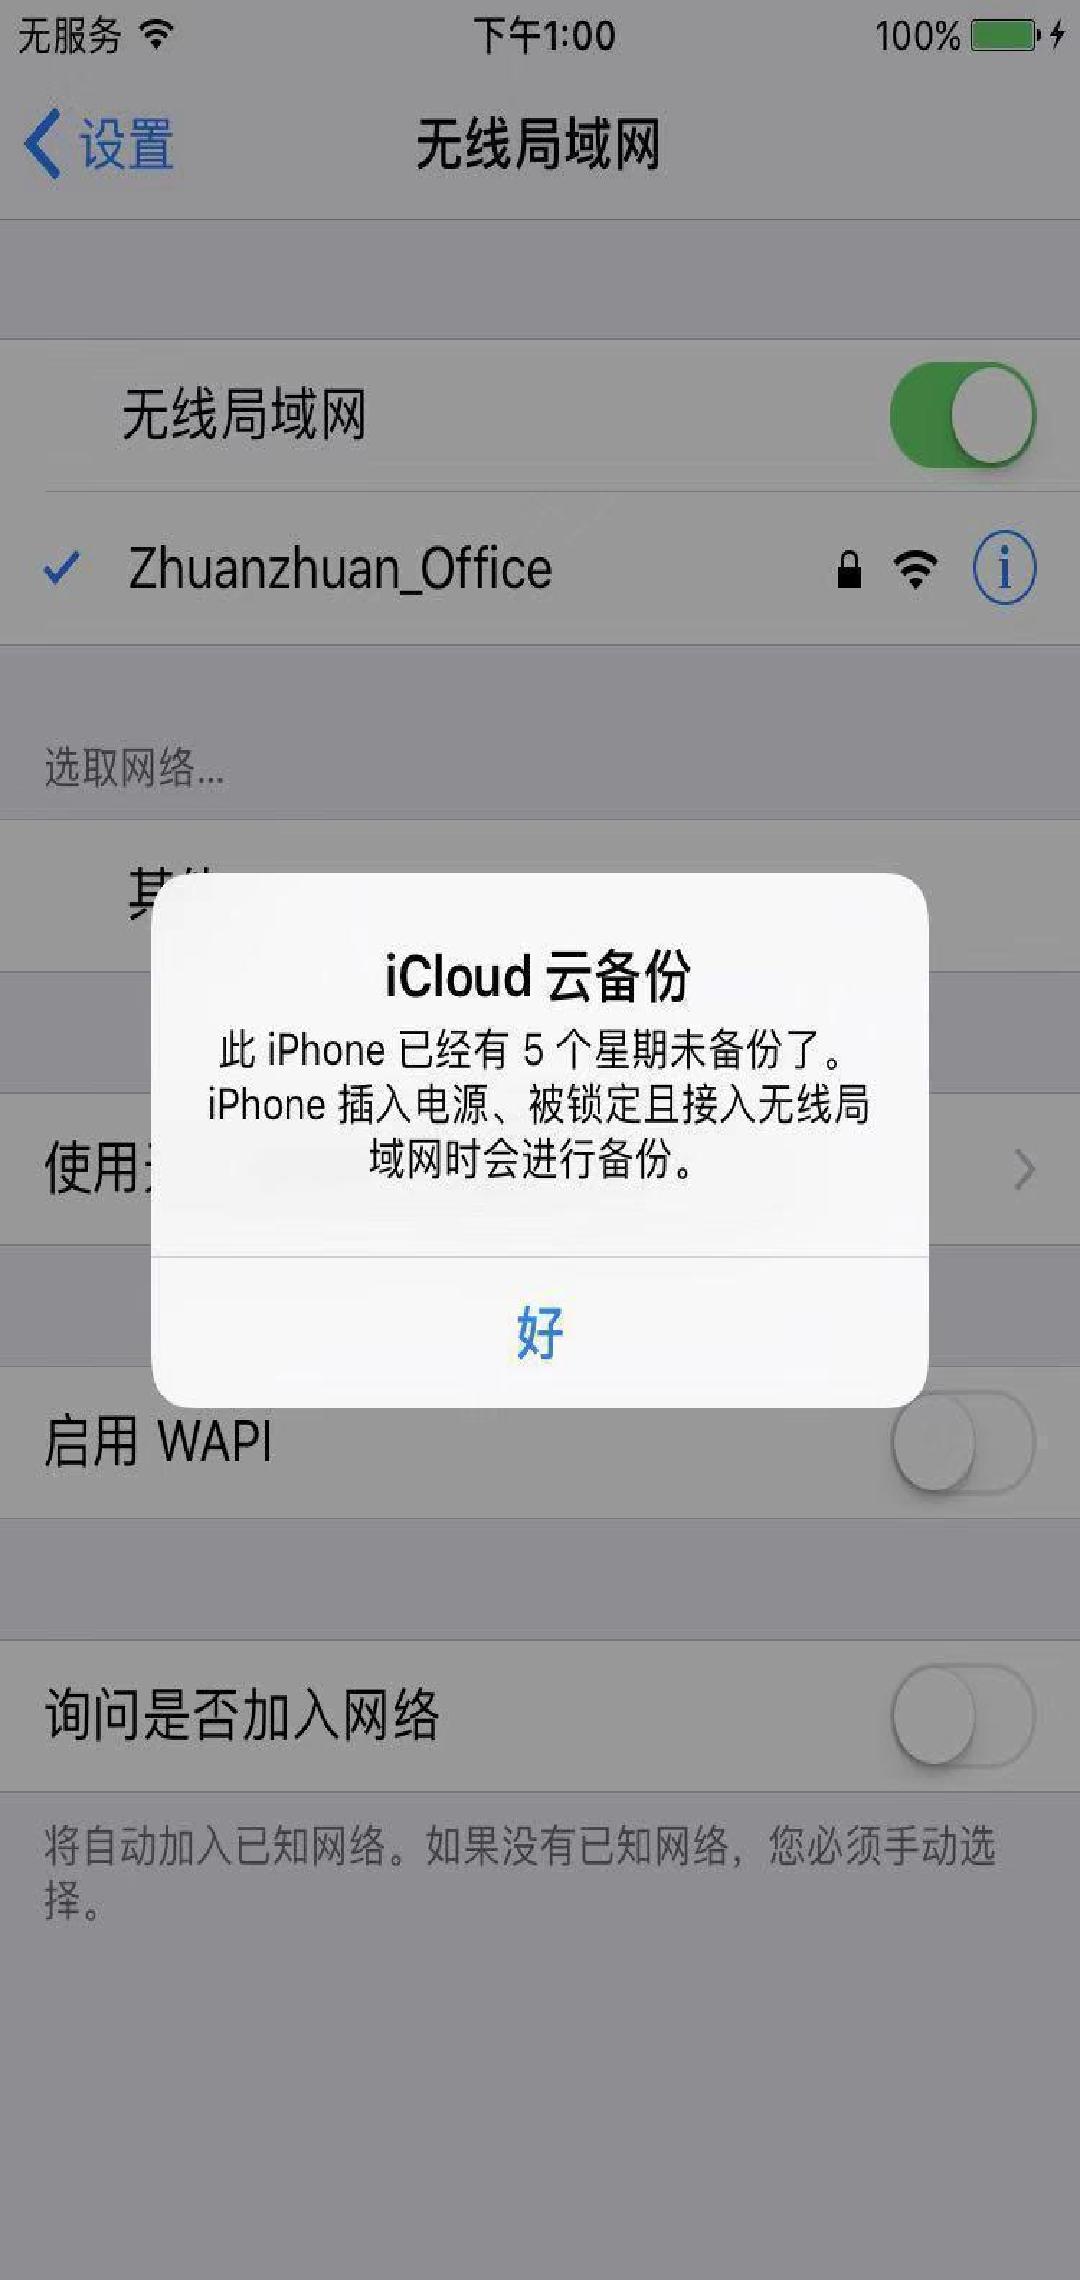 无服务 下午1:00 100%
设置 无线局域网
无线局域网
Zhuanzhuan_Office
选取网络...
iCloud 云备份
此 iPhone 已经有 5 个星期未备份了。
iPhone 插入电源、被锁定且接入无线局
域网时会进行备份。
使用
好
启用 WAPI
询问是否加入网络
将自动加入已知网络。如果没有已知网络，您必须手动选
择。